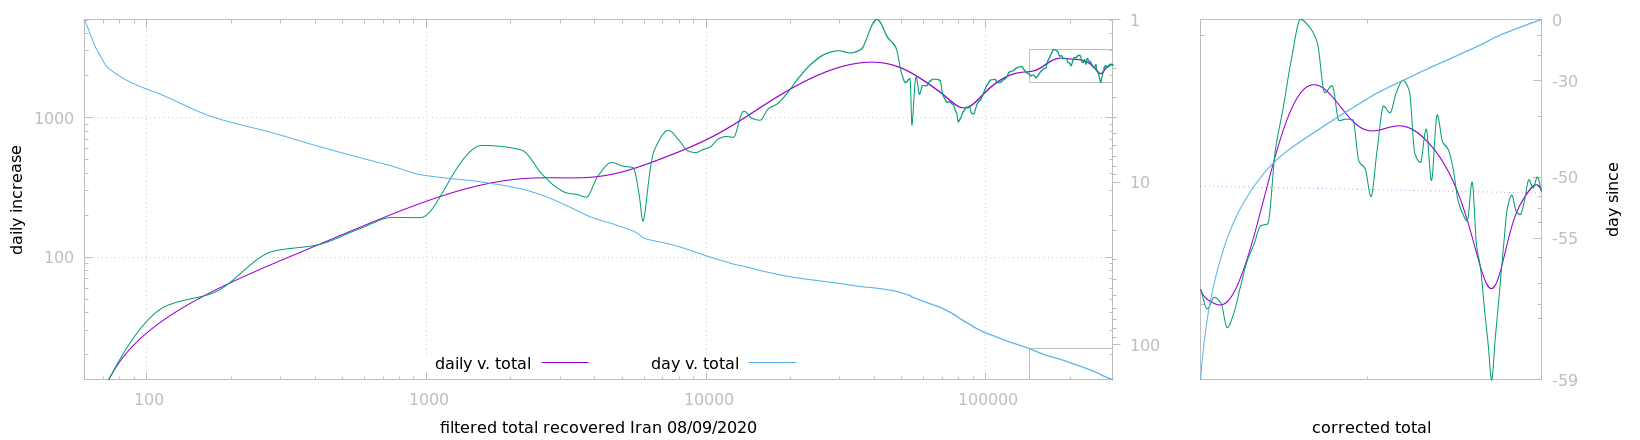 daily increase
1000
100
100
1000
10000
100000
1
10
100
daily v. total
day v. total
filtered total recovered Iran 08/09/2020
0
-30
-50
-55
-59
day since
corrected total